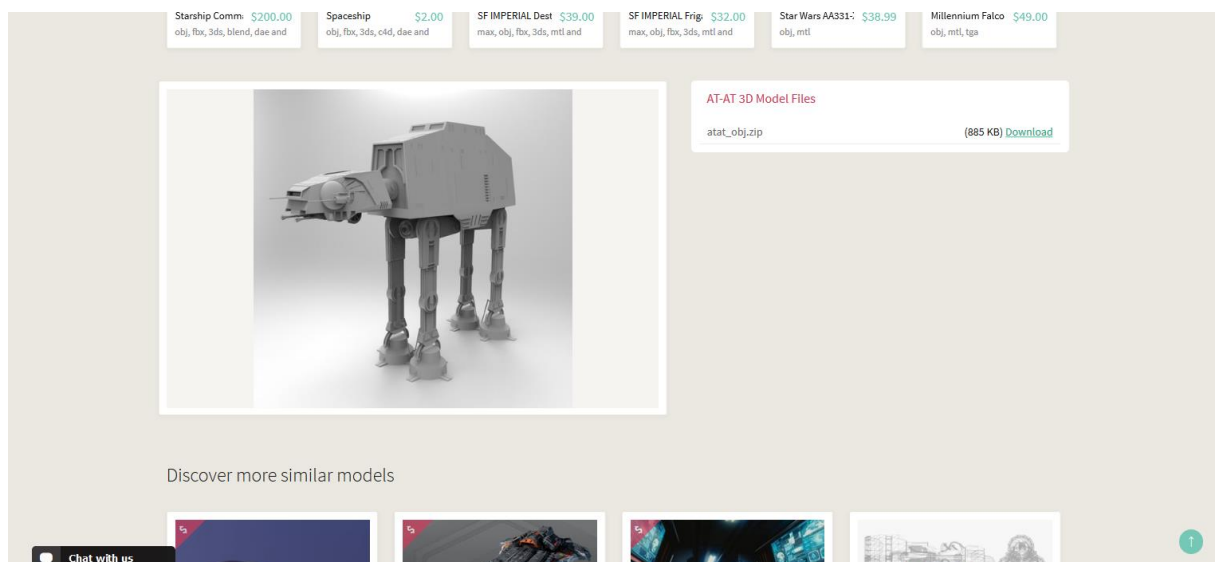 Starship Comm: $200.00
obj, fbx, 3ds, blend, dae and
Spaceship $2.00
obj, fbx, 3ds, c4d, dae and
SF IMPERIAL Dest $39.00
max, obj, fbx, 3ds, mtl and
SF IMPERIAL Frig $32.00
max, obj, fbx, 3ds, mtl and
Star Wars AA331- $38.99
obj, mtl
Millennium Falco $49.00
obj, mtl, tga
AT-AT 3D Model Files
atat_obj.zip (885 KB) Download
Discover more similar models
Chat with us